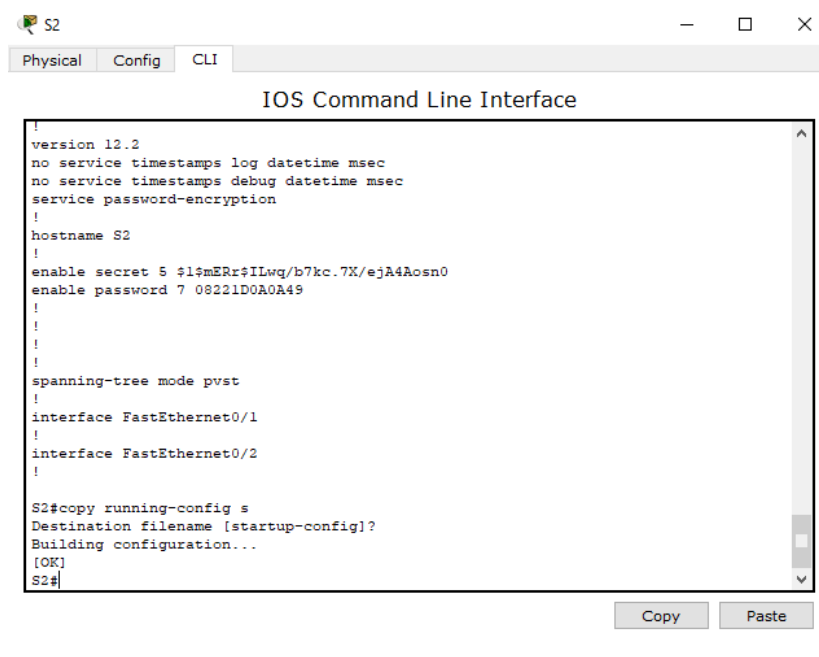 S2
Physical Config CLI
IOS Command Line Interface
!
version 12.2
no service timestamps log datetime msec
no service timestamps debug datetime msec
service password-encryption
!
hostname S2
!
enable secret 5 $1$mERr$ILwq/b7kc.7X/ejA4Aosn0
enable password 7 08221D0A0A49
!
!
!
!
spanning-tree mode pvst
!
interface FastEthernet0/1
!
interface FastEthernet0/2
!
S2#copy running-config s
Destination filename [startup-config]?
Building configuration...
[OK]
S2#
Copy Paste